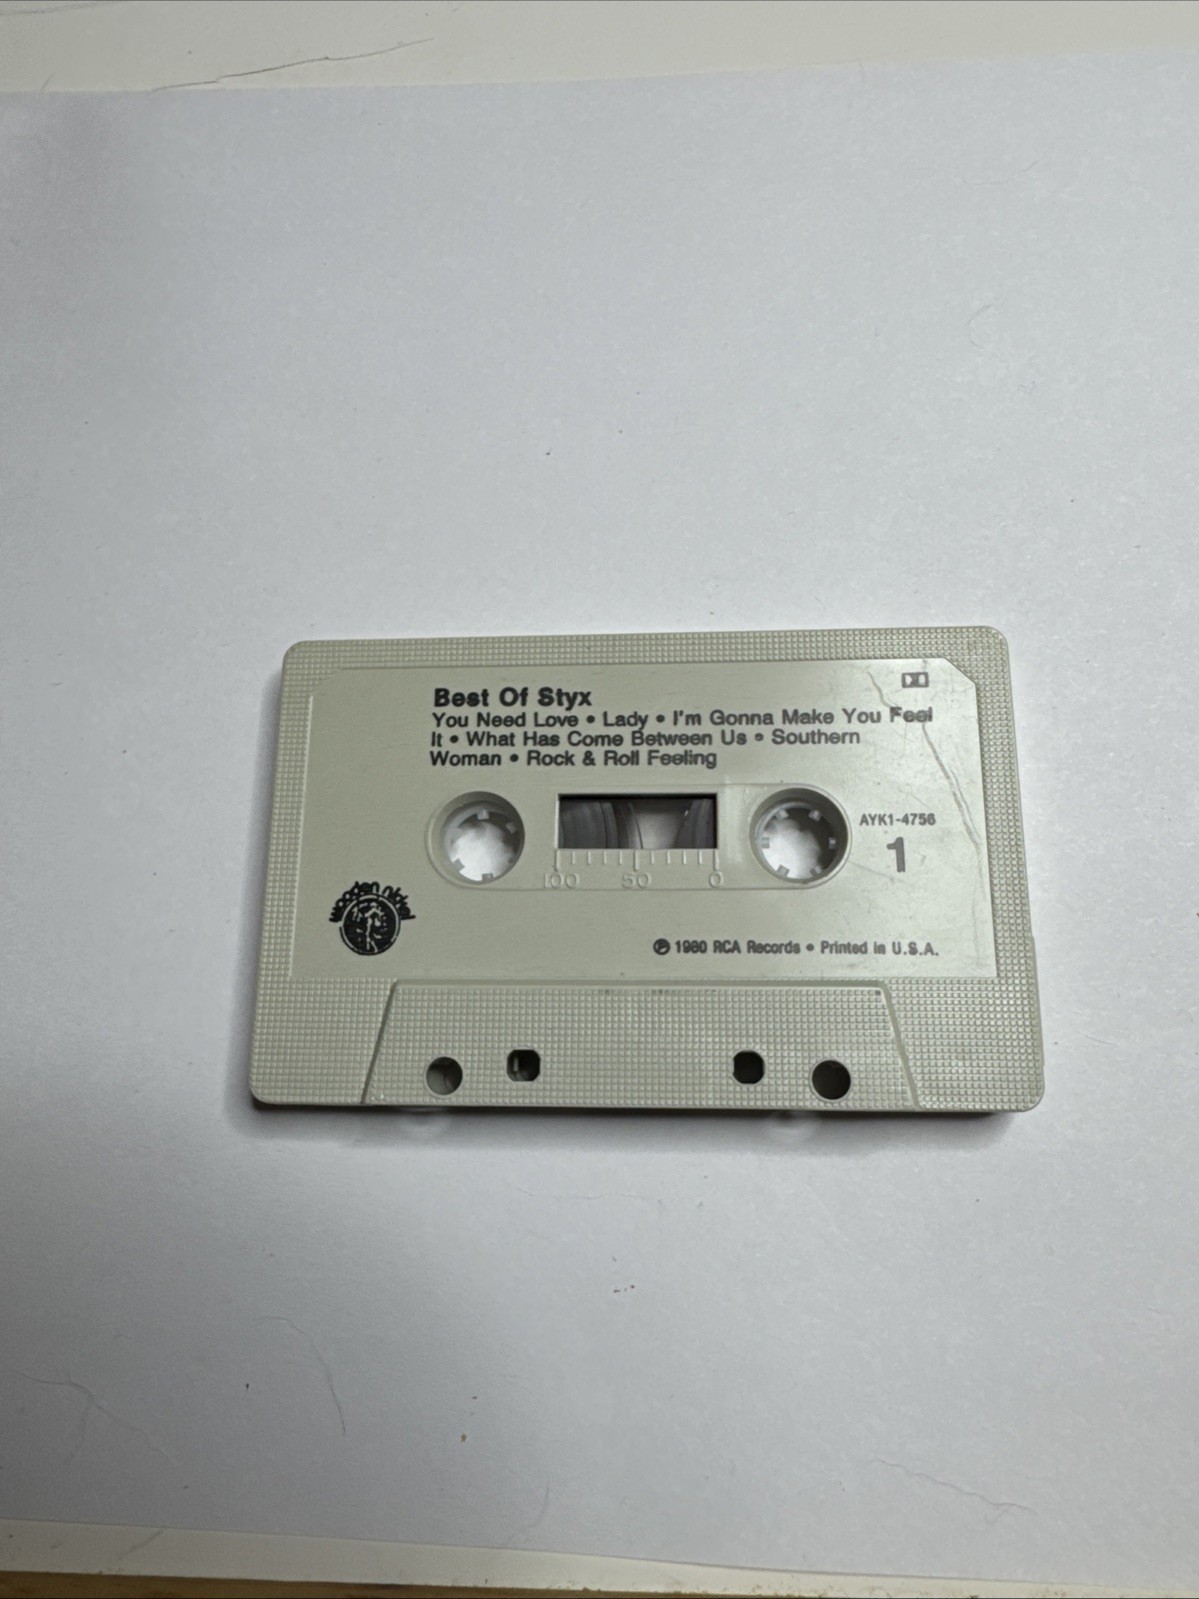 Best Of Styx
You Need Love • Lady • I'm Gonna Make You Feel
It • What Has Come Between Us • Southern
Woman • Rock & Roll Feeling
AYK1-4756
1
100 50 0
wooden nickel
℗ 1980 RCA Records • Printed in U.S.A.